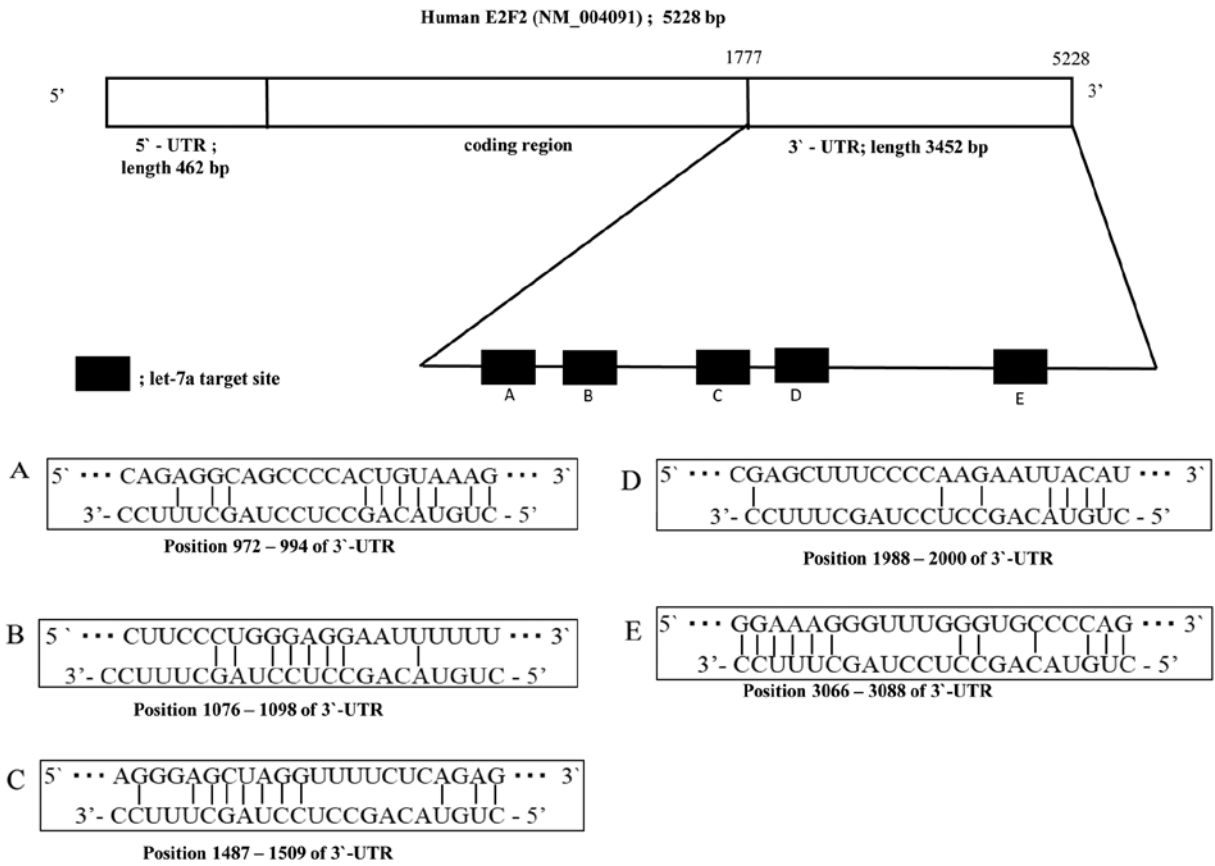 Human E2F2 (NM_004091) ; 5228 bp
1777
5228
5’
3’
5` - UTR ;
length 462 bp
coding region
3` - UTR; length 3452 bp
; let-7a target site
A
B
C
D
E
A
5` ··· CAGAGGCAGCCCCACUGUAAAG ··· 3`
3’- CCUUUCGAUCCUCCGACAUGUC - 5’
Position 972 – 994 of 3`-UTR
B
5 ` ··· CUUCCCUGGGAGGAAUUUUUU ··· 3`
3’- CCUUUCGAUCCUCCGACAUGUC - 5’
Position 1076 – 1098 of 3`-UTR
C
5` ··· AGGGAGCUAGGUUUUCUCAGAG ··· 3`
3’- CCUUUCGAUCCUCCGACAUGUC - 5’
Position 1487 – 1509 of 3`-UTR
D
5` ··· CGAGCUUUCCCCAAGAAUUACAU ··· 3`
3’- CCUUUCGAUCCUCCGACAUGUC - 5’
Position 1988 – 2000 of 3`-UTR
E
5` ··· GGAAAGGGUUUGGGUGCCCCAG ··· 3`
3’- CCUUUCGAUCCUCCGACAUGUC - 5’
Position 3066 – 3088 of 3`-UTR